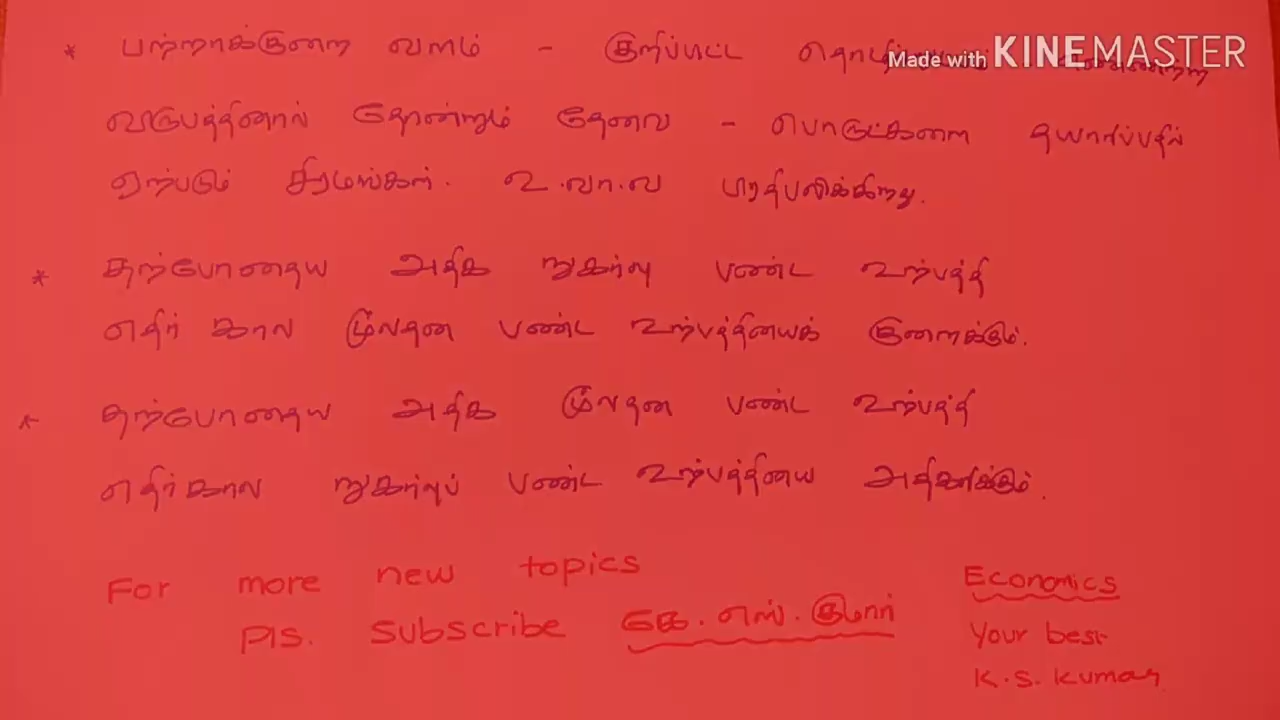 * பற்றாக்குறை வளம் - குறிப்பிட்ட
Made with KINEMASTER
விருபத்தினால் தோன்றும் தேவை - பொருட்களை தயாரிப்பதில்
ஏற்படும் சிரமங்கள். உ.வா.வ பிரதிபலிக்கிறது.
* தற்போதைய அதிக நுகர்வு பண்ட உற்பத்தி
எதிர் கால மூலதன பண்ட உற்பத்தியைக் குறைக்கும்.
* தற்போதைய அதிக மூலதன பண்ட உற்பத்தி
எதிர்கால நுகர்வுப் பண்ட உற்பத்தியை அதிகரிக்கும்.
For more new topics
Pls. Subscribe கே.எஸ்.குமார்
Economics
Your best
K.S. Kumar